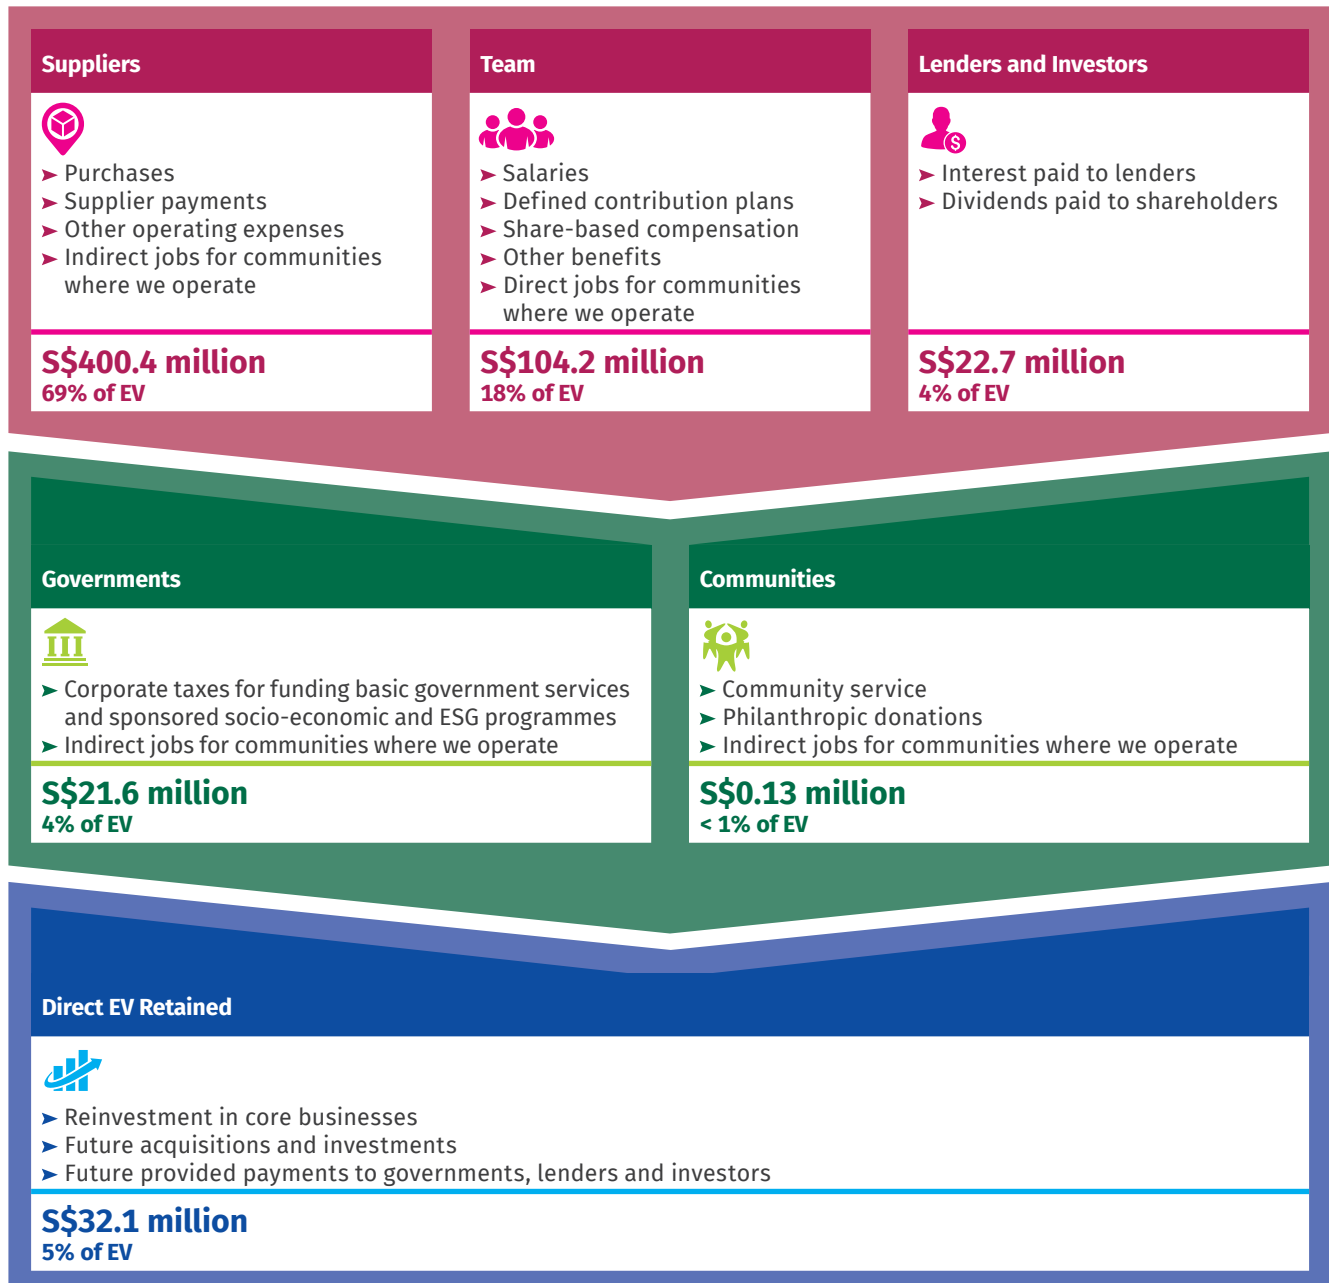 Suppliers
➤ Purchases
➤ Supplier payments
➤ Other operating expenses
➤ Indirect jobs for communities
where we operate
S$400.4 million
69% of EV
Team
➤ Salaries
➤ Defined contribution plans
➤ Share-based compensation
➤ Other benefits
➤ Direct jobs for communities
where we operate
S$104.2 million
18% of EV
Lenders and Investors
$
➤ Interest paid to lenders
➤ Dividends paid to shareholders
S$22.7 million
4% of EV
Governments
➤ Corporate taxes for funding basic government services
and sponsored socio-economic and ESG programmes
➤ Indirect jobs for communities where we operate
S$21.6 million
4% of EV
Communities
➤ Community service
➤ Philanthropic donations
➤ Indirect jobs for communities where we operate
S$0.13 million
< 1% of EV
Direct EV Retained
➤ Reinvestment in core businesses
➤ Future acquisitions and investments
➤ Future provided payments to governments, lenders and investors
S$32.1 million
5% of EV